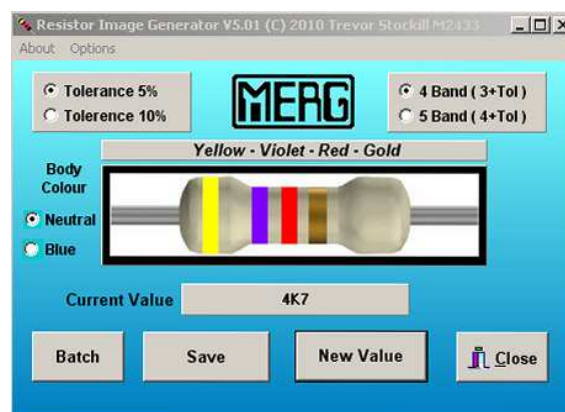 Resistor Image Generator V5.01 (C) 2010 Trevor Stockill M2433
About Options
Tolerance 5%
Tolerence 10%
MERG
4 Band ( 3+Tol )
5 Band ( 4+Tol )
Yellow - Violet - Red - Gold
Body
Colour
Neutral
Blue
Current Value 4K7
Batch Save New Value Close